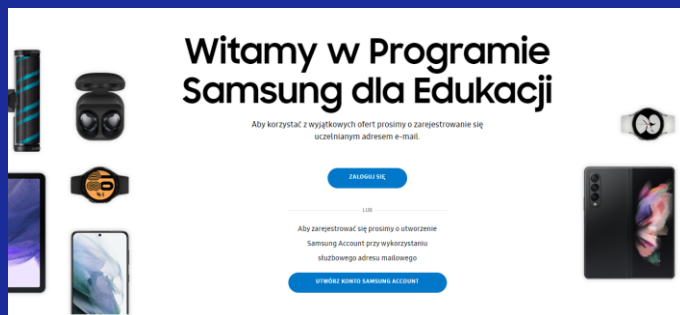 Witamy w Programie
Samsung dla Edukacji
Aby korzystać z wyjątkowych ofert prosimy o zarejestrowanie się
uczelnianym adresem e-mail.
ZALOGUJ SIĘ
LUB
Aby zarejestrować się prosimy o utworzenie
Samsung Account przy wykorzystaniu
służbowego adresu mailowego
UTWÓRZ KONTO SAMSUNG ACCOUNT